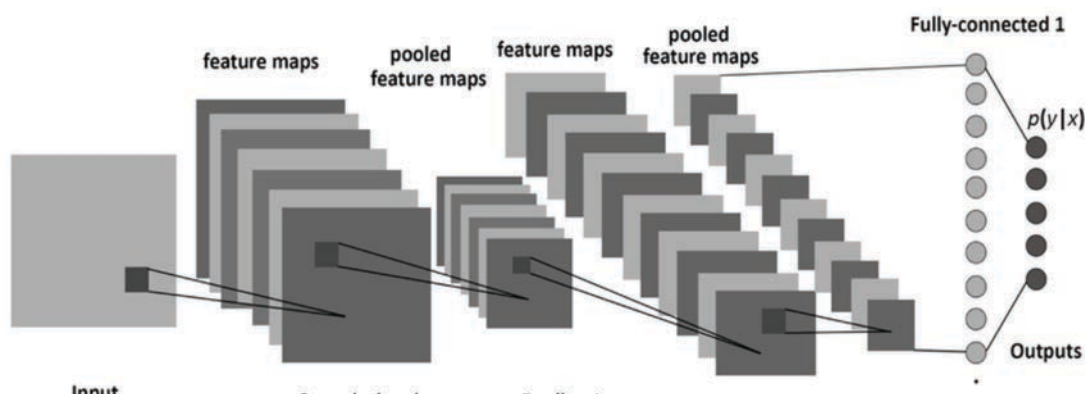 Fully-connected 1
feature maps
pooled
feature maps
feature maps
pooled
feature maps
p(y|x)
Outputs
Input